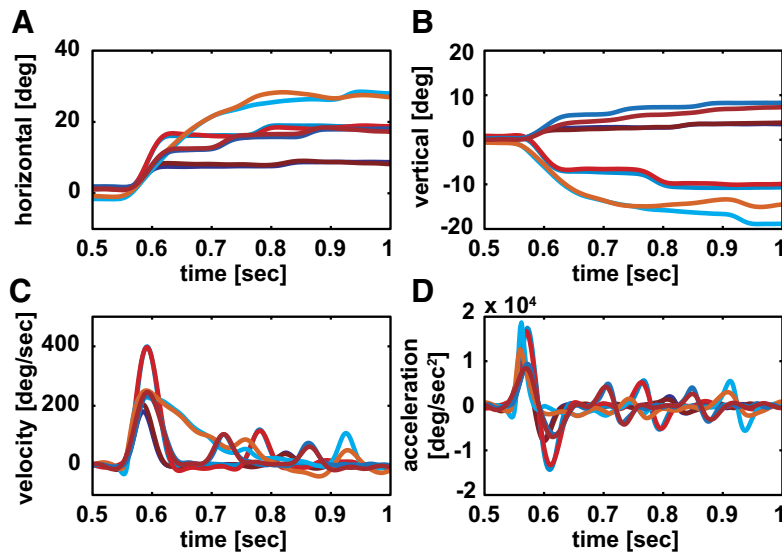 A
B
40
20
0
horizontal [deg]
0.5 0.6 0.7 0.8 0.9 1
time [sec]
20
10
0
-10
-20
vertical [deg]
0.5 0.6 0.7 0.8 0.9 1
time [sec]
C
D
400
200
0
velocity [deg/sec]
0.5 0.6 0.7 0.8 0.9 1
time [sec]
x 10⁴
2
1
0
-1
-2
acceleration
[deg/sec²]
0.5 0.6 0.7 0.8 0.9 1
time [sec]